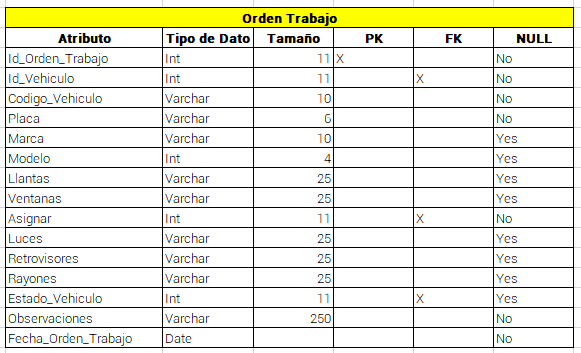 Orden Trabajo
Atributo Tipo de Dato Tamaño PK FK NULL
Id_Orden_Trabajo Int 11 X No
Id_Vehiculo Int 11 X No
Codigo_Vehiculo Varchar 10 No
Placa Varchar 6 No
Marca Varchar 10 Yes
Modelo Int 4 Yes
Llantas Varchar 25 Yes
Ventanas Varchar 25 Yes
Asignar Int 11 X No
Luces Varchar 25 Yes
Retrovisores Varchar 25 Yes
Rayones Varchar 25 Yes
Estado_Vehiculo Int 11 X Yes
Observaciones Varchar 250 No
Fecha_Orden_Trabajo Date No